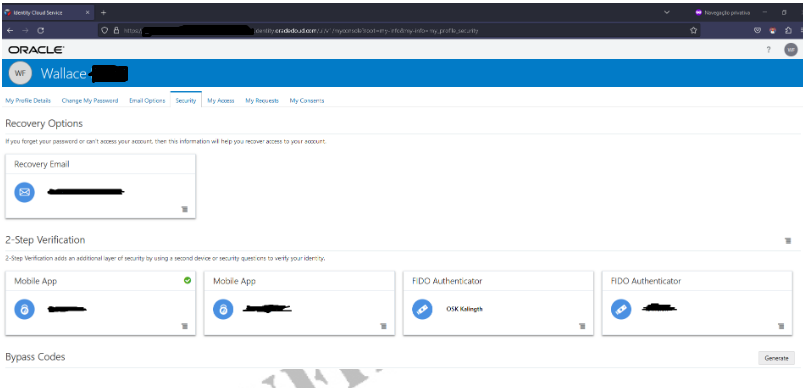 Identity Cloud Service
Navegação privativa
identity.oraclecloud.com/ui/v1/myconsole?root=my-info&my-info=my_profile_security
ORACLE
?
WF
WF Wallace
My Profile Details Change My Password Email Options Security My Access My Requests My Consents
Recovery Options
If you forget your password or can't access your account, then this information will help you recover access to your account.
Recovery Email
2-Step Verification
2-Step Verification adds an additional layer of security by using a second device or security questions to verify your identity.
Mobile App Mobile App FIDO Authenticator FIDO Authenticator
OSK Kalingth
Bypass Codes
Generate